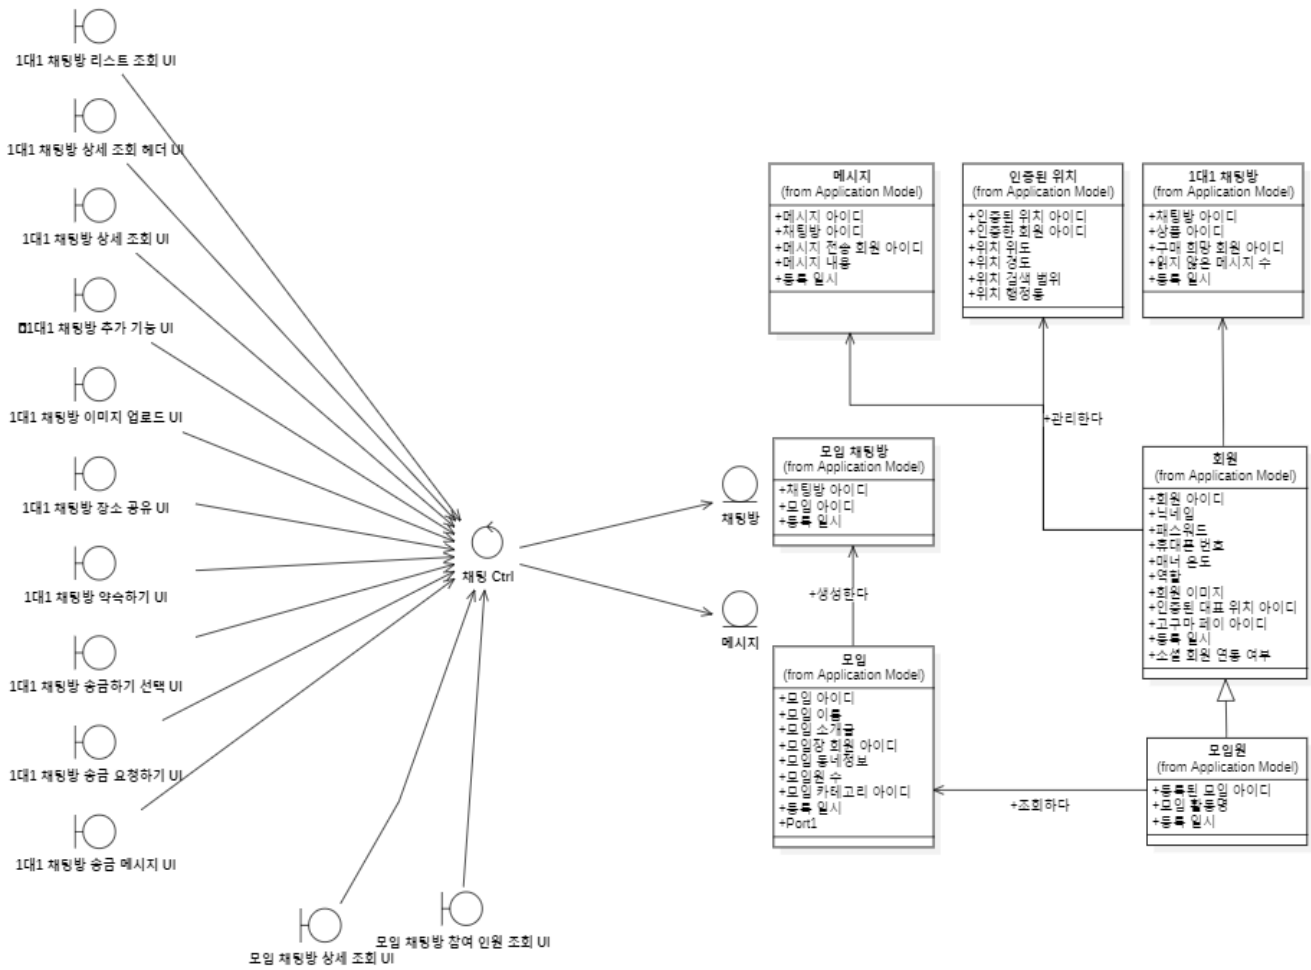 1대1 채팅방 리스트 조회 UI
1대1 채팅방 상세 조회 헤더 UI
1대1 채팅방 상세 조회 UI
1대1 채팅방 추가 기능 UI
1대1 채팅방 이미지 업로드 UI
1대1 채팅방 장소 공유 UI
1대1 채팅방 약속하기 UI
1대1 채팅방 송금하기 선택 UI
1대1 채팅방 송금 요청하기 UI
1대1 채팅방 송금 메시지 UI
모임 채팅방 상세 조회 UI
모임 채팅방 참여 인원 조회 UI
채팅 Ctrl
채팅방
메시지
메시지
(from Application Model)
+메시지 아이디
+채팅방 아이디
+메시지 전송 회원 아이디
+메시지 내용
+등록 일시
인증된 위치
(from Application Model)
+인증된 위치 아이디
+인증한 회원 아이디
+위치 위도
+위치 경도
+위치 검색 범위
+위치 행정동
1대1 채팅방
(from Application Model)
+채팅방 아이디
+상품 아이디
+구매 희망 회원 아이디
+읽지 않은 메시지 수
+등록 일시
+관리한다
모임 채팅방
(from Application Model)
+채팅방 아이디
+모임 아이디
+등록 일시
+생성한다
회원
(from Application Model)
+회원 아이디
+닉네임
+패스워드
+휴대폰 번호
+매너 온도
+역할
+회원 이미지
+인증된 대표 위치 아이디
+고구마 페이 아이디
+등록 일시
+소셜 회원 연동 여부
모임
(from Application Model)
+모임 아이디
+모임 이름
+모임 소개글
+모임장 회원 아이디
+모임 동네정보
+모임원 수
+모임 카테고리 아이디
+등록 일시
+Port1
+조회하다
모임원
(from Application Model)
+등록된 모임 아이디
+모임 활동명
+등록 일시